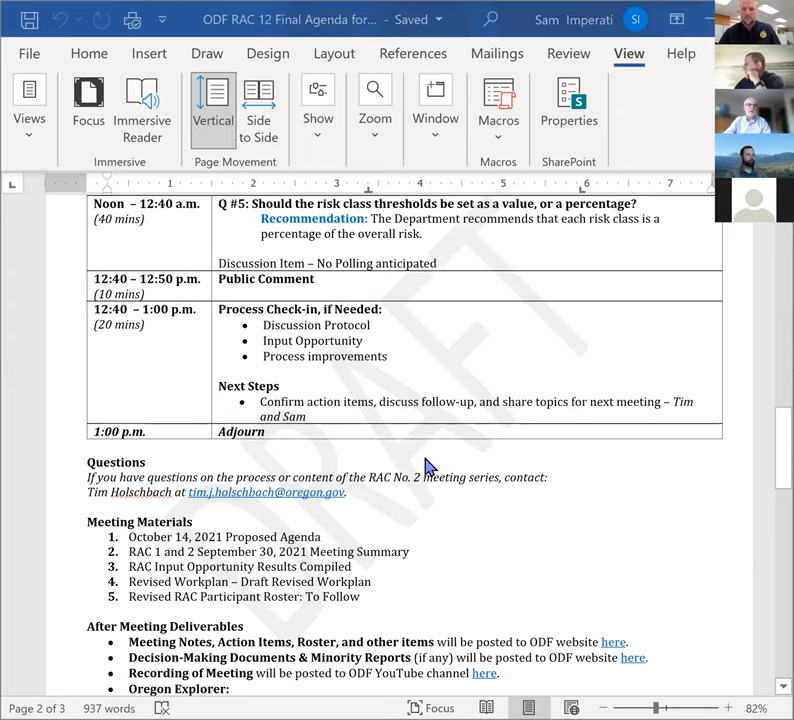 ODF RAC 12 Final Agenda for... - Saved
Sam Imperati
SI
File Home Insert Draw Design Layout References Mailings Review View Help
Views
Focus
Immersive Reader
Vertical
Side to Side
Show
Zoom
Window
Macros
Properties
Immersive
Page Movement
Macros
SharePoint
1 2 3 4 5 6 7
Noon – 12:40 a.m.
(40 mins)
Q #5: Should the risk class thresholds be set as a value, or a percentage?
Recommendation: The Department recommends that each risk class is a
percentage of the overall risk.
Discussion Item – No Polling anticipated
12:40 – 12:50 p.m.
(10 mins)
Public Comment
12:40 – 1:00 p.m.
(20 mins)
Process Check-in, if Needed:
• Discussion Protocol
• Input Opportunity
• Process improvements
Next Steps
• Confirm action items, discuss follow-up, and share topics for next meeting – Tim
and Sam
1:00 p.m.
Adjourn
DRAFT
Questions
If you have questions on the process or content of the RAC No. 2 meeting series, contact:
Tim Holschbach at tim.j.holschbach@oregon.gov.
Meeting Materials
1. October 14, 2021 Proposed Agenda
2. RAC 1 and 2 September 30, 2021 Meeting Summary
3. RAC Input Opportunity Results Compiled
4. Revised Workplan – Draft Revised Workplan
5. Revised RAC Participant Roster: To Follow
After Meeting Deliverables
• Meeting Notes, Action Items, Roster, and other items will be posted to ODF website here.
• Decision-Making Documents & Minority Reports (if any) will be posted to ODF website here.
• Recording of Meeting will be posted to ODF YouTube channel here.
• Oregon Explorer:
Page 2 of 3
937 words
Focus
82%